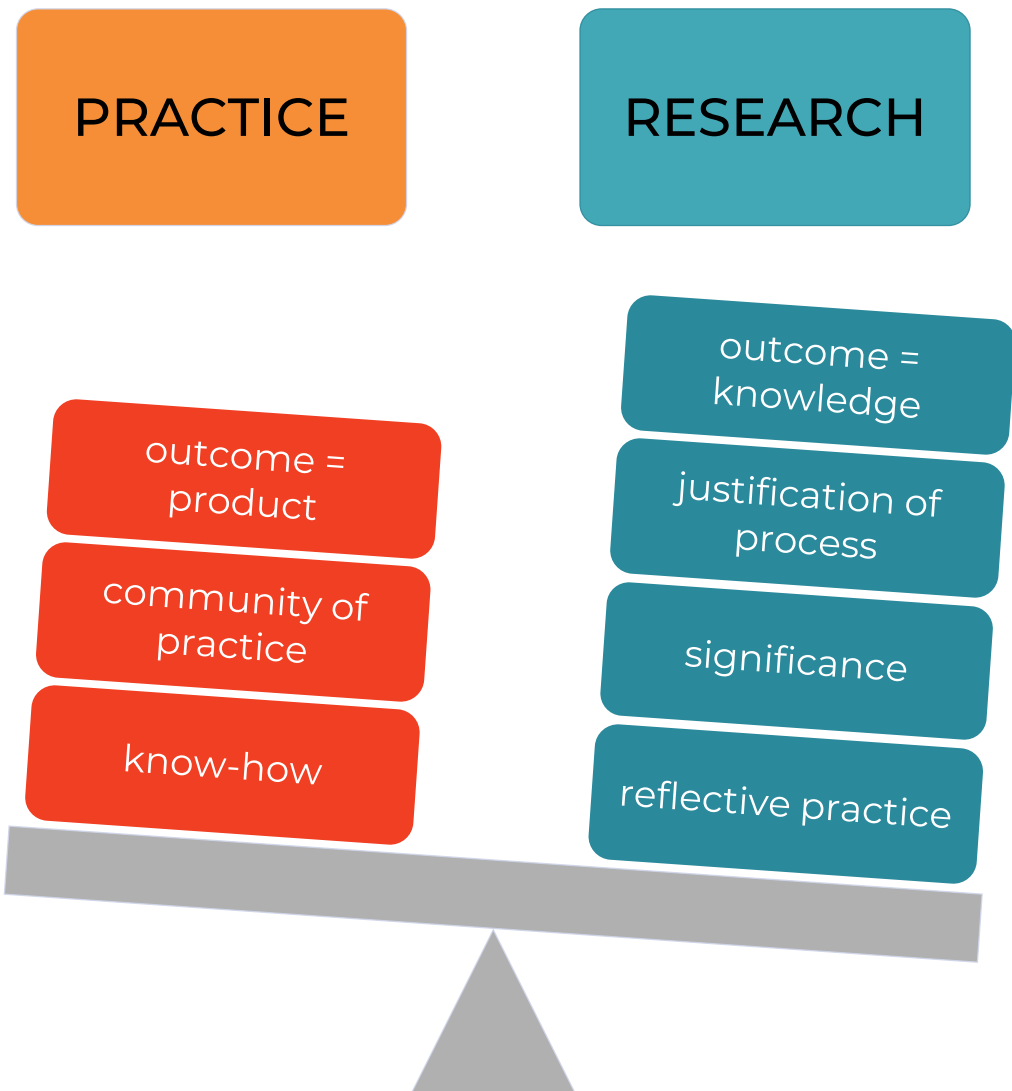 PRACTICE
RESEARCH
outcome =
product
community of
practice
know-how
outcome =
knowledge
justification of
process
significance
reflective practice